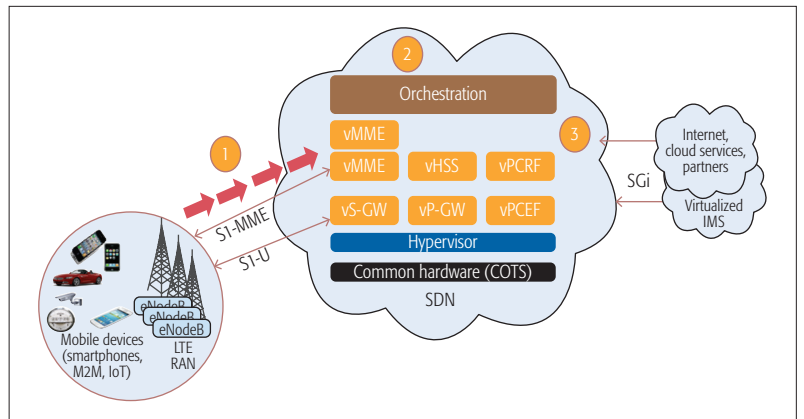 2
Orchestration
vMME
1
3
vMME
vHSS
vPCRF
Internet,
cloud services,
partners
SGi
S1-MME
vS-GW
vP-GW
vPCEF
Virtualized
IMS
S1-U
Hypervisor
Common hardware (COTS)
SDN
eNodeB
eNodeB
eNodeB
Mobile devices
(smartphones,
M2M, IoT)
LTE
RAN